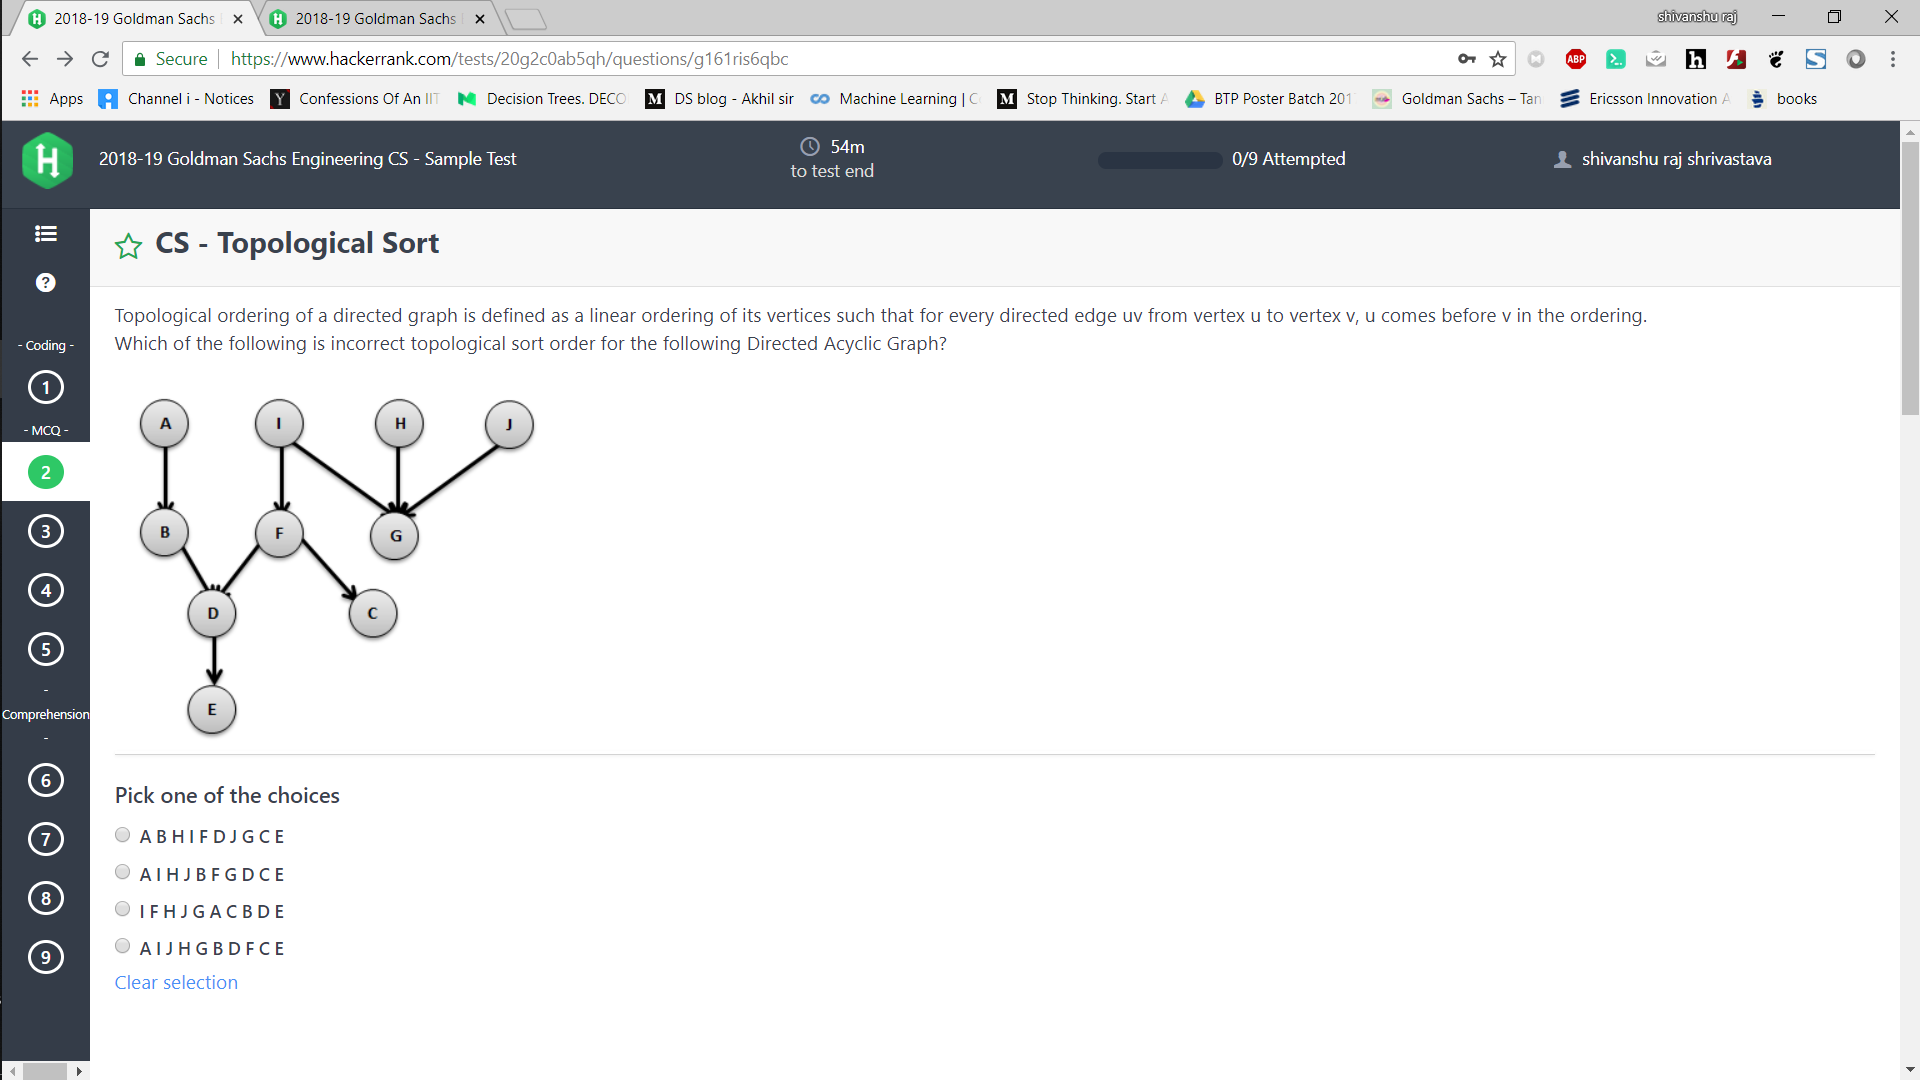 2018-19 Goldman Sachs
2018-19 Goldman Sachs
shivanshu raj
Secure
https://www.hackerrank.com/tests/20g2c0ab5qh/questions/g161ris6qbc
ABP
Apps
Channel i - Notices
Confessions Of An IIT
Decision Trees. DECO
DS blog - Akhil sir
Machine Learning | C
Stop Thinking. Start A
BTP Poster Batch 201
Goldman Sachs – Tan
Ericsson Innovation A
books
2018-19 Goldman Sachs Engineering CS - Sample Test
54m
to test end
0/9 Attempted
shivanshu raj shrivastava
CS - Topological Sort
Topological ordering of a directed graph is defined as a linear ordering of its vertices such that for every directed edge uv from vertex u to vertex v, u comes before v in the ordering.
Which of the following is incorrect topological sort order for the following Directed Acyclic Graph?
- Coding -
1
- MCQ -
2
3
4
5
-
Comprehension
-
6
7
8
9
A
I
H
J
B
F
G
D
C
E
Pick one of the choices
A B H I F D J G C E
A I H J B F G D C E
I F H J G A C B D E
A I J H G B D F C E
Clear selection